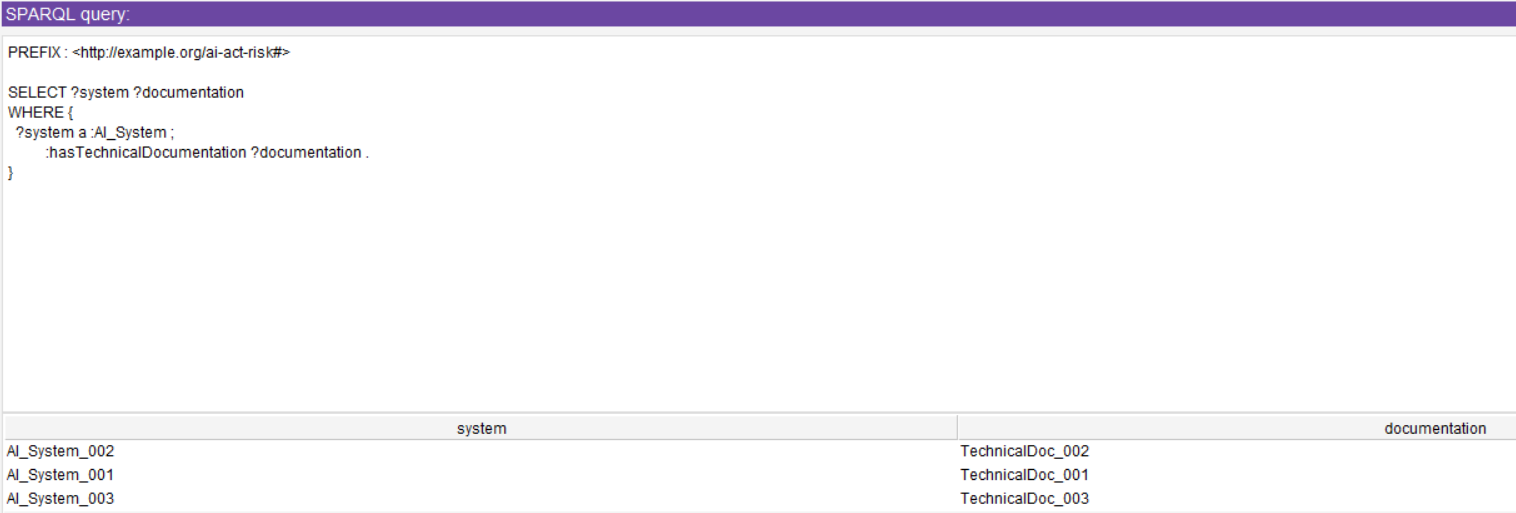 SPARQL query:
PREFIX : <http://example.org/ai-act-risk#>
SELECT ?system ?documentation
WHERE {
?system a :AI_System ;
:hasTechnicalDocumentation ?documentation .
}
system documentation
AI_System_002 TechnicalDoc_002
AI_System_001 TechnicalDoc_001
AI_System_003 TechnicalDoc_003